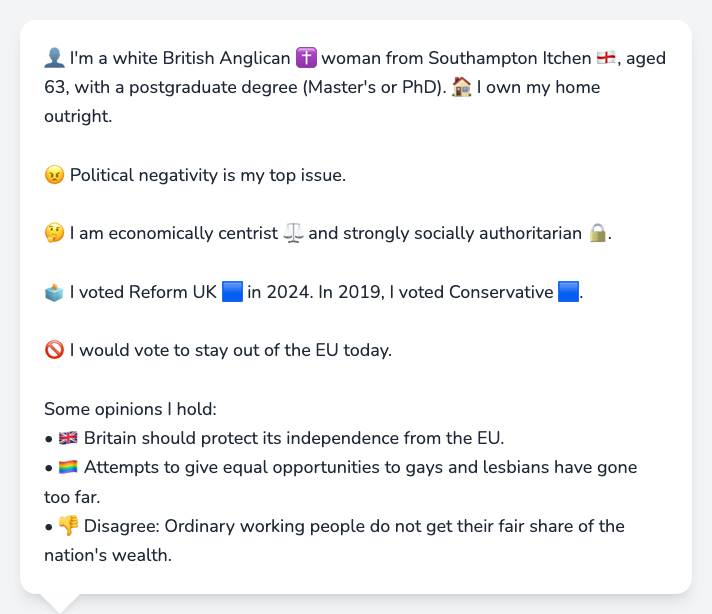 👤 I'm a white British Anglican ✝️ woman from Southampton Itchen 🏴󠁧󠁢󠁥󠁮󠁧󠁿, aged
63, with a postgraduate degree (Master's or PhD). 🏠 I own my home
outright.
😠 Political negativity is my top issue.
🤔 I am economically centrist ⚖️ and strongly socially authoritarian 🔒.
🗳️ I voted Reform UK 🟦 in 2024. In 2019, I voted Conservative 🟦.
🚫 I would vote to stay out of the EU today.
Some opinions I hold:
• 🇬🇧 Britain should protect its independence from the EU.
• 🏳️‍🌈 Attempts to give equal opportunities to gays and lesbians have gone
too far.
• 👎 Disagree: Ordinary working people do not get their fair share of the
nation's wealth.